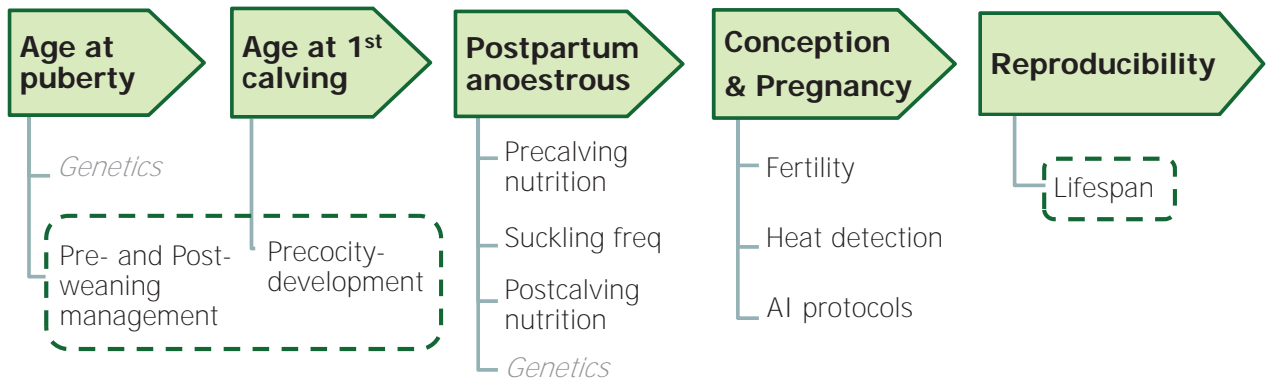 Age at
puberty
Genetics
Pre- and Post-
weaning
management
Age at 1st
calving
Precocity-
development
Postpartum
anoestrous
Precalving
nutrition
Suckling freq
Postcalving
nutrition
Genetics
Conception
& Pregnancy
Fertility
Heat detection
AI protocols
Reproducibility
Lifespan